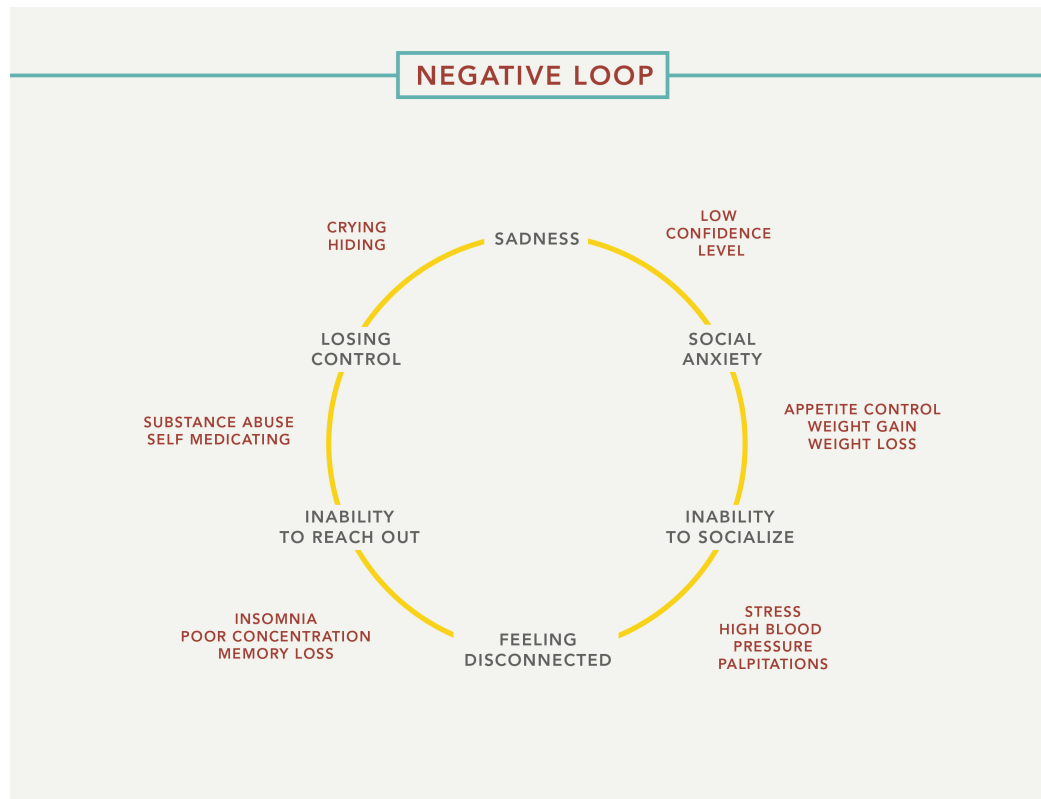 NEGATIVE LOOP
SADNESS
LOW
CONFIDENCE
LEVEL
SOCIAL
ANXIETY
APPETITE CONTROL
WEIGHT GAIN
WEIGHT LOSS
INABILITY
TO SOCIALIZE
STRESS
HIGH BLOOD
PRESSURE
PALPITATIONS
FEELING
DISCONNECTED
INSOMNIA
POOR CONCENTRATION
MEMORY LOSS
INABILITY
TO REACH OUT
SUBSTANCE ABUSE
SELF MEDICATING
LOSING
CONTROL
CRYING
HIDING